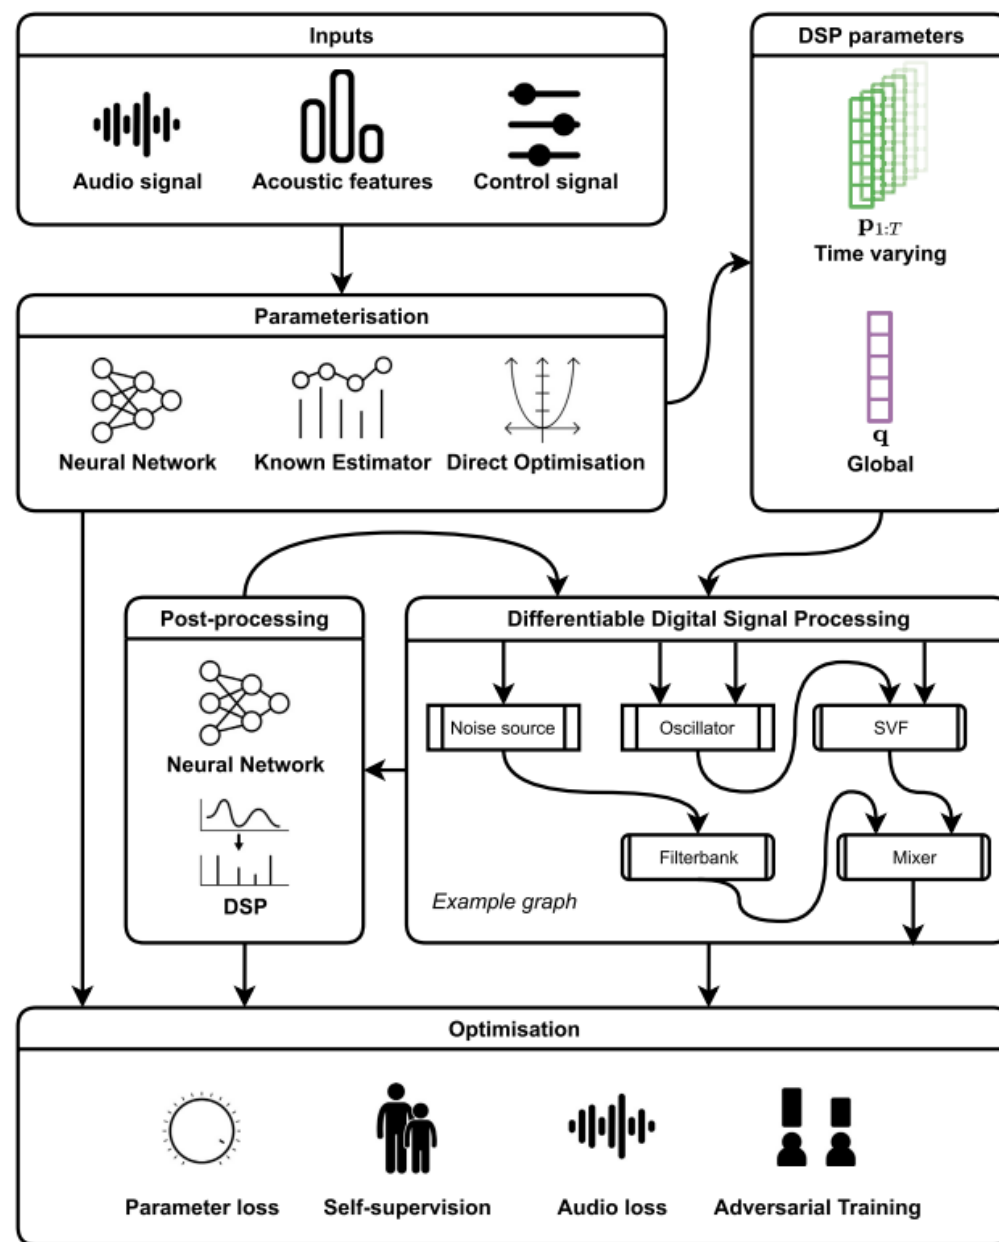 Inputs
Audio signal
Acoustic features
Control signal
DSP parameters
p1:T
Time varying
q
Global
Parameterisation
Neural Network
Known Estimator
Direct Optimisation
Post-processing
Neural Network
DSP
Differentiable Digital Signal Processing
Noise source
Oscillator
SVF
Filterbank
Mixer
Example graph
Optimisation
Parameter loss
Self-supervision
Audio loss
Adversarial Training